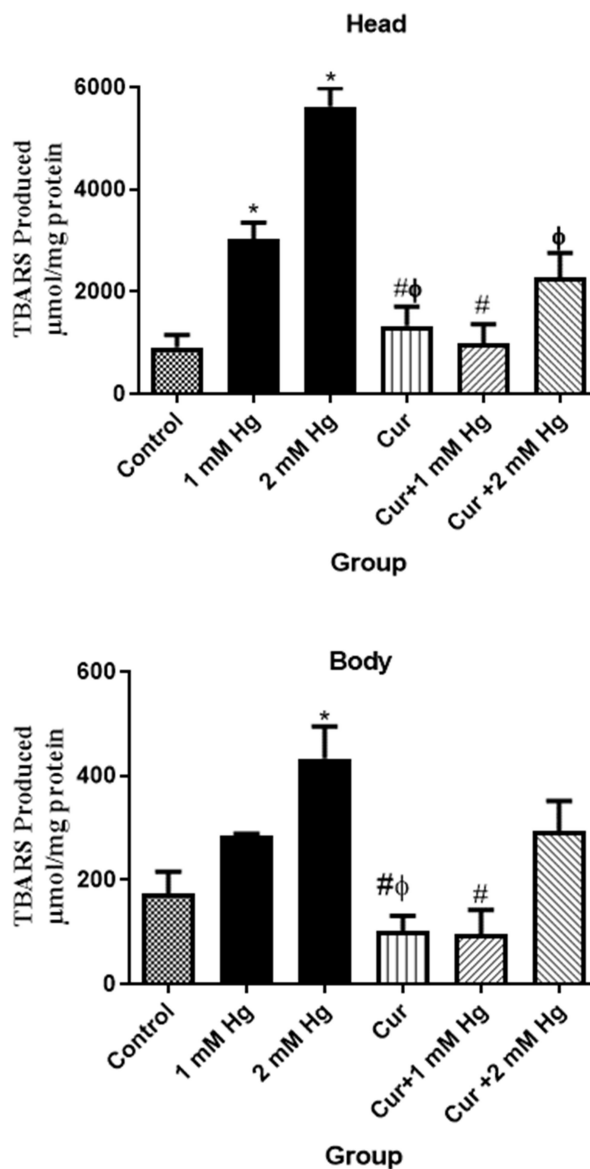 Head
TBARS Produced
μmol/mg protein
6000
4000
2000
0
*
*
#ϕ
#
ϕ
Control
1 mM Hg
2 mM Hg
Cur
Cur+1 mM Hg
Cur +2 mM Hg
Group
Body
TBARS Produced
μmol/mg protein
600
400
200
0
*
#ϕ
#
Control
1 mM Hg
2 mM Hg
Cur
Cur+1 mM Hg
Cur +2 mM Hg
Group